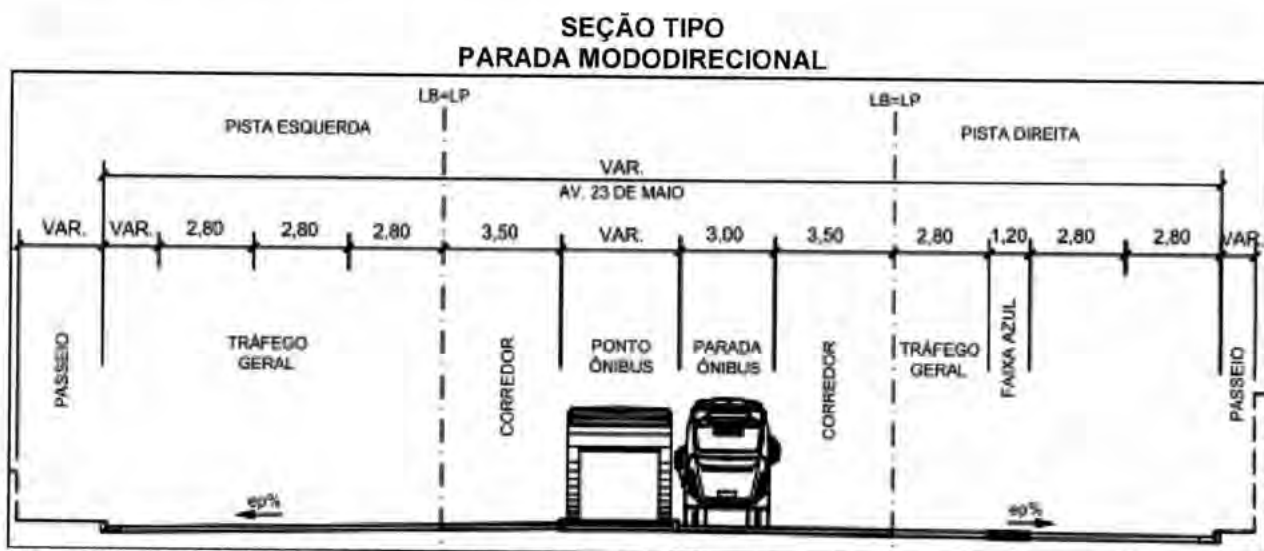 SEÇÃO TIPO
PARADA MODODIRECIONAL
LB=LP
LB=LP
PISTA ESQUERDA
PISTA DIREITA
VAR.
AV. 23 DE MAIO
VAR. VAR. 2,80 2,80 2,80 3,50 VAR. 3,00 3,50 2,80 1,20 2,80 2,80 VAR.
PASSEIO
TRÁFEGO
GERAL
CORREDOR
PONTO
ÔNIBUS
PARADA
ÔNIBUS
CORREDOR
TRÁFEGO
GERAL
FAIXA AZUL
PASSEIO
ep%
ep%